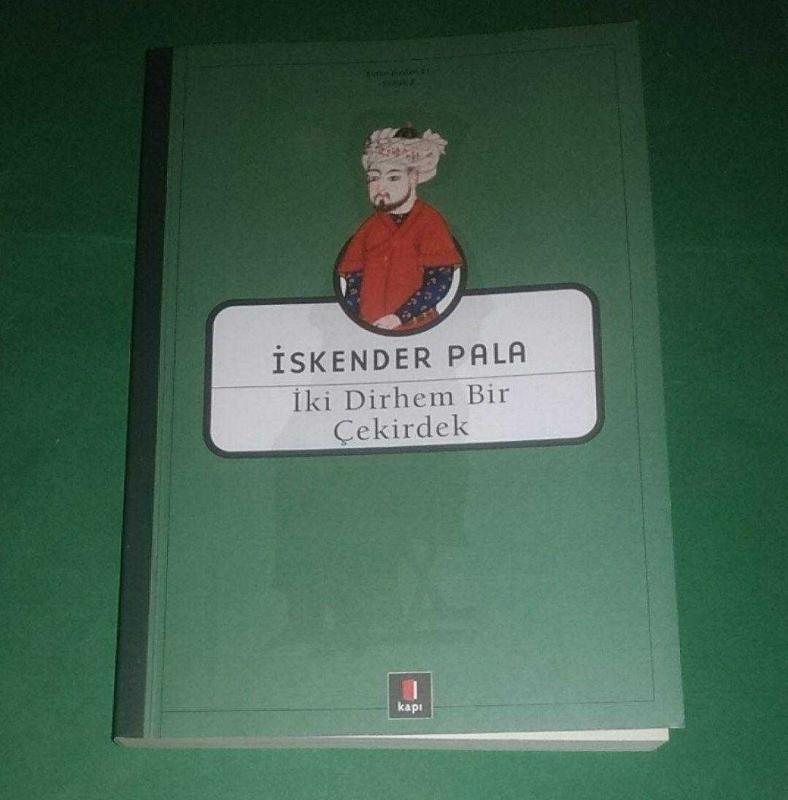 İSKENDER PALA
İki Dirhem Bir
Çekirdek
kapı